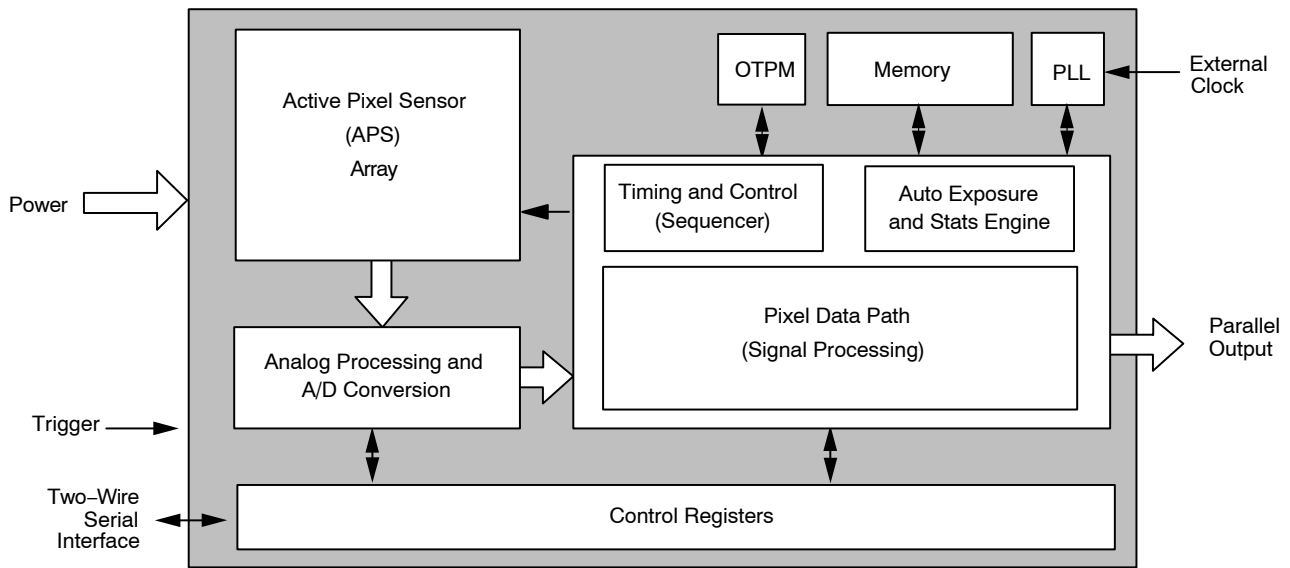 Active Pixel Sensor
(APS)
Array
OTPM
Memory
PLL
External
Clock
Power
Timing and Control
(Sequencer)
Auto Exposure
and Stats Engine
Pixel Data Path
(Signal Processing)
Parallel
Output
Analog Processing and
A/D Conversion
Trigger
Two−Wire
Serial
Interface
Control Registers